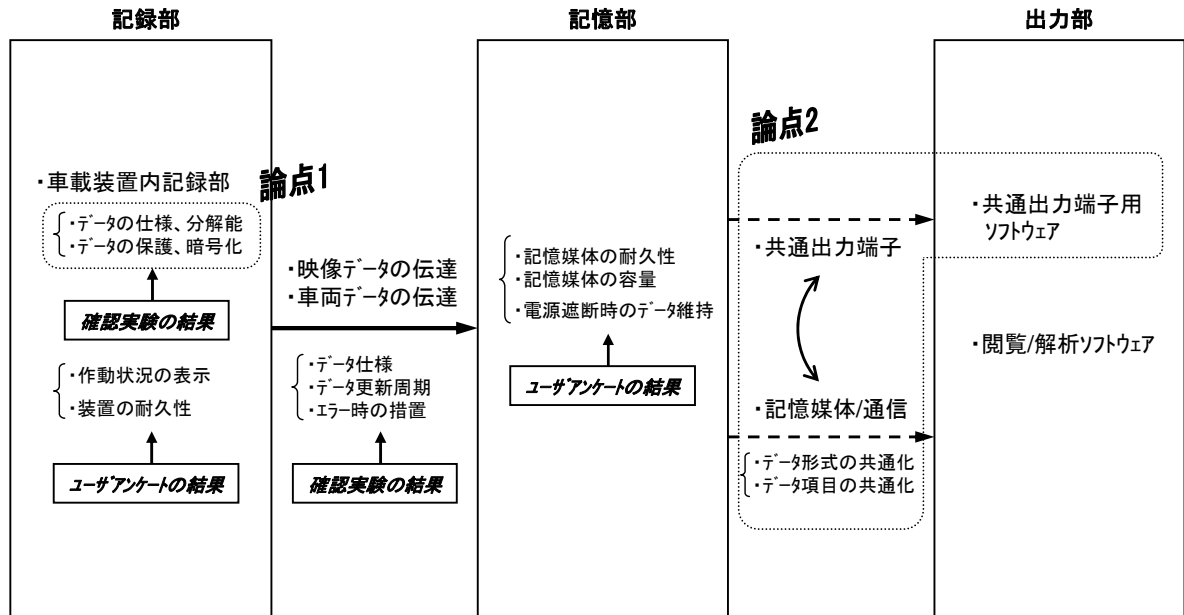 記録部
記憶部
出力部
論点1
・車載装置内記録部
・ﾃﾞｰﾀの仕様、分解能
・ﾃﾞｰﾀの保護、暗号化
確認実験の結果
・作動状況の表示
・装置の耐久性
ﾕｰｻﾞｱﾝｹｰﾄの結果
・映像データの伝達
・車両データの伝達
・ﾃﾞｰﾀ仕様
・ﾃﾞｰﾀ更新周期
・ｴﾗｰ時の措置
確認実験の結果
・記憶媒体の耐久性
・記憶媒体の容量
・電源遮断時のﾃﾞｰﾀ維持
ﾕｰｻﾞｱﾝｹｰﾄの結果
論点2
・共通出力端子
・記憶媒体/通信
・ﾃﾞｰﾀ形式の共通化
・ﾃﾞｰﾀ項目の共通化
・共通出力端子用
ｿﾌﾄｳｪｱ
・閲覧/解析ｿﾌﾄｳｪｱ